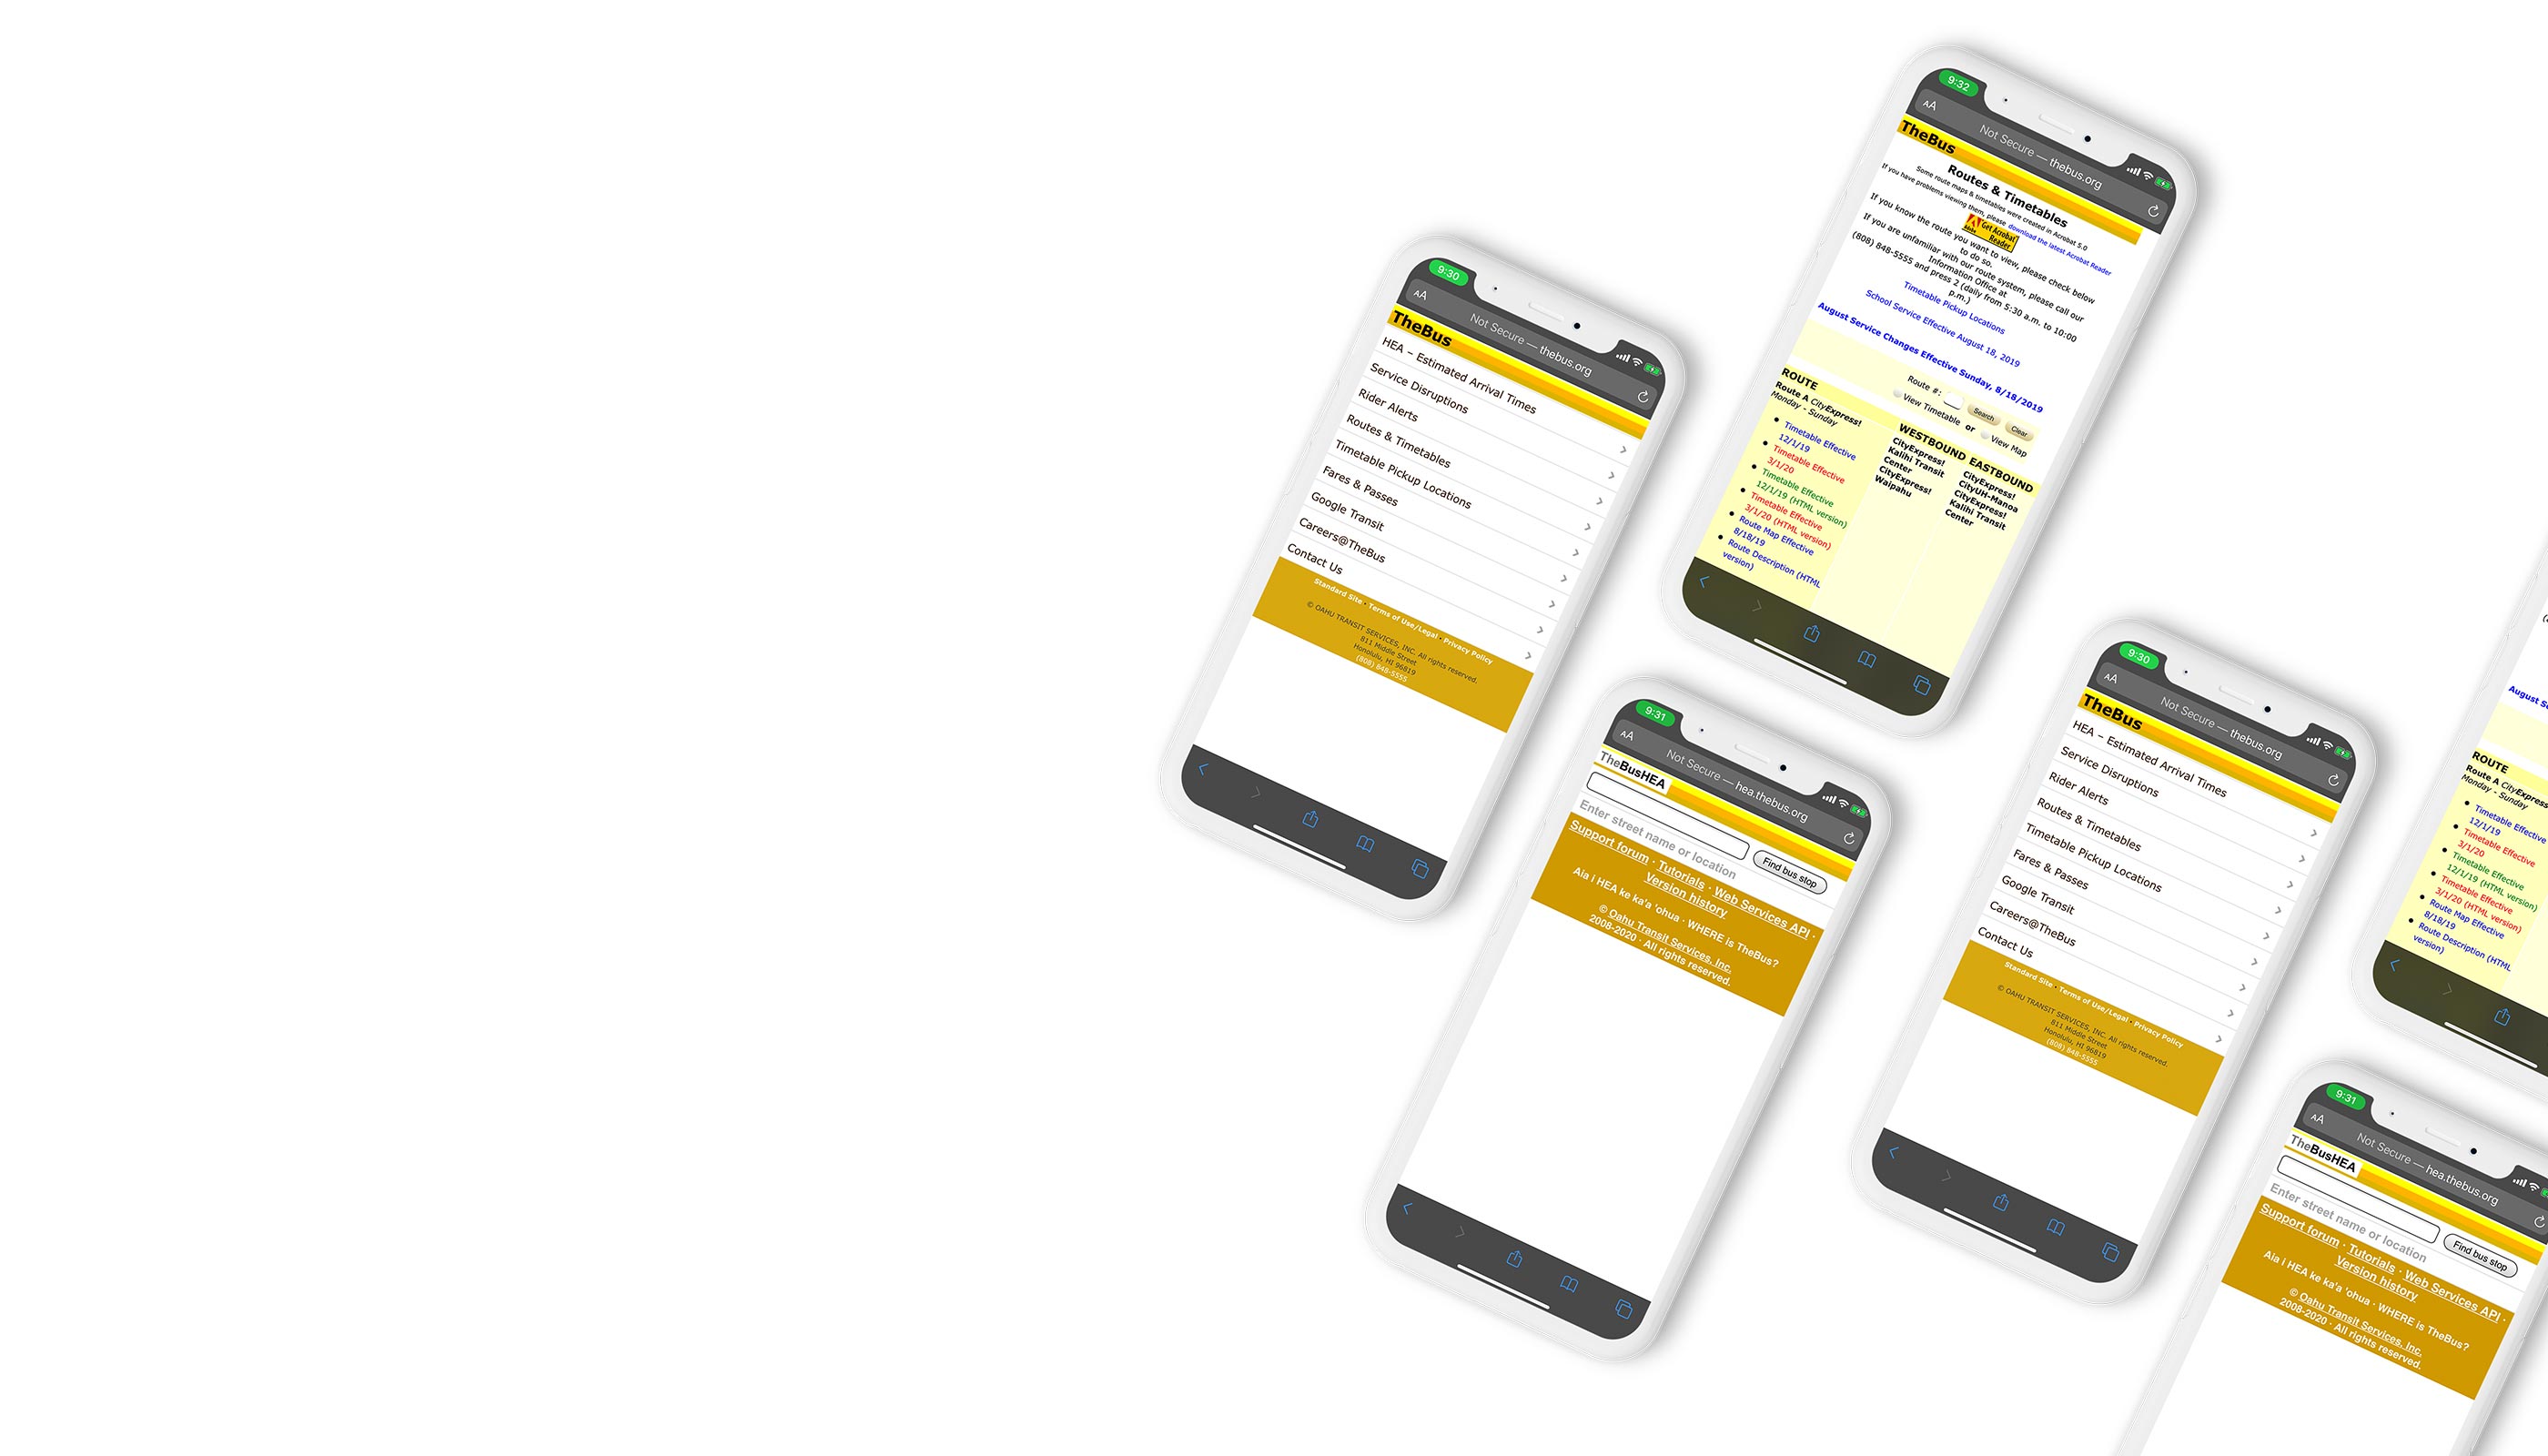 9:30
AA
Not Secure — thebus.org
TheBus
HEA – Estimated Arrival Times
Service Disruptions
Rider Alerts
Routes & Timetables
Timetable Pickup Locations
Fares & Passes
Google Transit
Careers@TheBus
Contact Us
Standard Site • Terms of Use/Legal • Privacy Policy
© OAHU TRANSIT SERVICES, INC. All rights reserved.
811 Middle Street
Honolulu, HI 96819
(808) 848-5555
9:32
AA
Not Secure — thebus.org
TheBus
Routes & Timetables
Some route maps & timetables were created in Acrobat 5.0
If you have problems viewing them, please download the latest Acrobat Reader
Get Acrobat
Adobe Reader
If you know the route you want to view, please check below
to do so.
If you are unfamiliar with our route system, please call our
Information Office at
(808) 848-5555 and press 2 (daily from 5:30 a.m. to 10:00
p.m.)
Timetable Pickup Locations
School Service Effective August 18, 2019
August Service Changes Effective Sunday, 8/18/2019
Route #: Search Clear
View Timetable or View Map
ROUTE WESTBOUND EASTBOUND
Route A CityExpress!
Monday - Sunday
Timetable Effective
12/1/19
Timetable Effective
3/1/20
Timetable Effective
12/1/19 (HTML version)
Timetable Effective
3/1/20 (HTML version)
Route Map Effective
8/18/19
Route Description (HTML
version)
CityExpress!
Kalihi Transit
Center
CityExpress!
Waipahu
CityExpress!
CityUH-Manoa
CityExpress!
Kalihi Transit
Center
9:31
AA
Not Secure — hea.thebus.org
TheBusHEA
Find bus stop
Enter street name or location
Support forum · Tutorials · Web Services API ·
Version history
Aia i HEA ke ka'a 'ohua · WHERE is TheBus?
© Oahu Transit Services, Inc.
2008-2020 · All rights reserved.
9:30
AA
Not Secure — thebus.org
TheBus
HEA – Estimated Arrival Times
Service Disruptions
Rider Alerts
Routes & Timetables
Timetable Pickup Locations
Fares & Passes
Google Transit
Careers@TheBus
Contact Us
Standard Site • Terms of Use/Legal • Privacy Policy
© OAHU TRANSIT SERVICES, INC. All rights reserved.
811 Middle Street
Honolulu, HI 96819
(808) 848-5555
August
ROUTE
Route A CityExpress
Monday - Sunday
Timetable Effective
12/1/19
Timetable Effective
3/1/20
Timetable Effective
12/1/19 (HTML version)
Timetable Effective
3/1/20 (HTML version)
Route Map Effective
8/18/19
Route Description (HTML
version)
9:31
AA
Not Secure — hea.thebus.org
TheBusHEA
Find bus stop
Enter street name or location
Support forum · Tutorials · Web Services API ·
Version history
Aia i HEA ke ka'a 'ohua · WHERE is TheBus?
© Oahu Transit Services, Inc.
2008-2020 · All rights reserved.